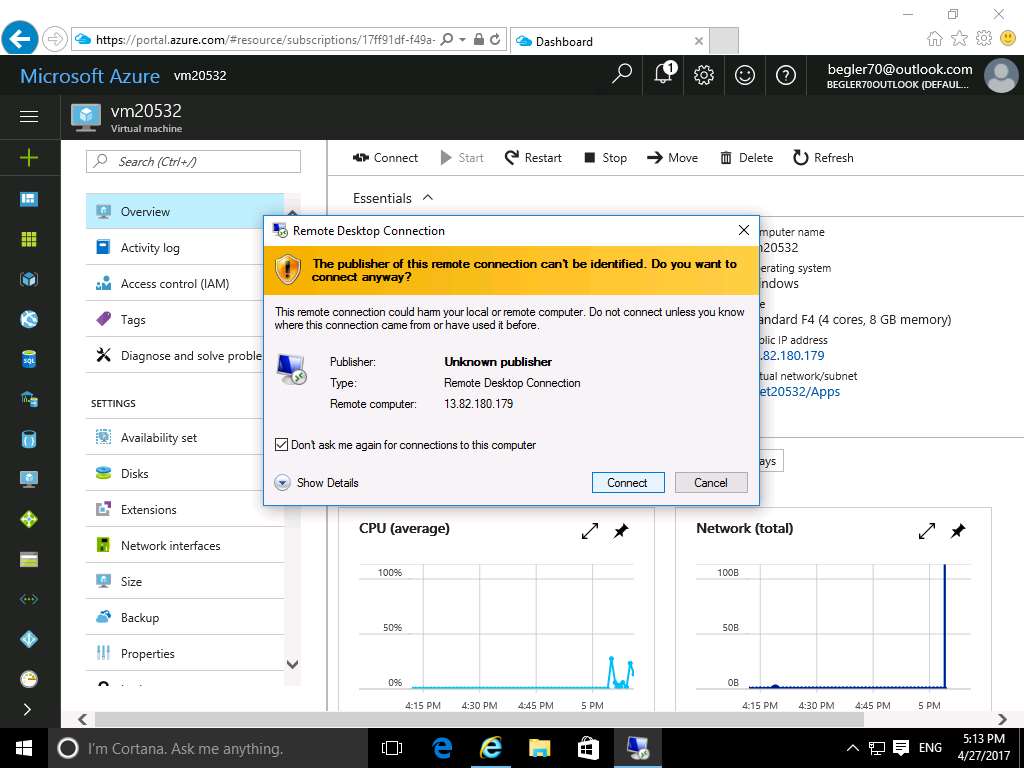 https://portal.azure.com/#resource/subscriptions/17ff91df-f49a-
Dashboard
Microsoft Azure
vm20532
1
begler70@outlook.com
BEGLER70OUTLOOK (DEFAUL...
vm20532
Virtual machine
Search (Ctrl+/)
Connect
Start
Restart
Stop
Move
Delete
Refresh
Overview
Activity log
Access control (IAM)
Tags
Diagnose and solve proble
SETTINGS
Availability set
Disks
Extensions
Network interfaces
Size
Backup
Properties
Essentials
mputer name
20532
erating system
ndows
e
andard F4 (4 cores, 8 GB memory)
blic IP address
.82.180.179
tual network/subnet
et20532/Apps
ays
Remote Desktop Connection
The publisher of this remote connection can't be identified. Do you want to
connect anyway?
This remote connection could harm your local or remote computer. Do not connect unless you know
where this connection came from or have used it before.
Publisher: Unknown publisher
Type: Remote Desktop Connection
Remote computer: 13.82.180.179
Don't ask me again for connections to this computer
Show Details
Connect
Cancel
CPU (average)
100%
50%
0%
4:15 PM 4:30 PM 4:45 PM 5 PM
Network (total)
100B
50B
0B
4:15 PM 4:30 PM 4:45 PM 5 PM
SQL
I'm Cortana. Ask me anything.
ENG
5:13 PM
4/27/2017